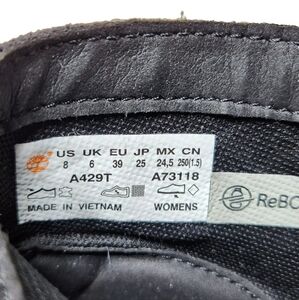 US UK EU JP MX CN
8 6 39 25 24,5 250(1.5)
A429T A73118
MADE IN VIETNAM WOMENS
ReBO